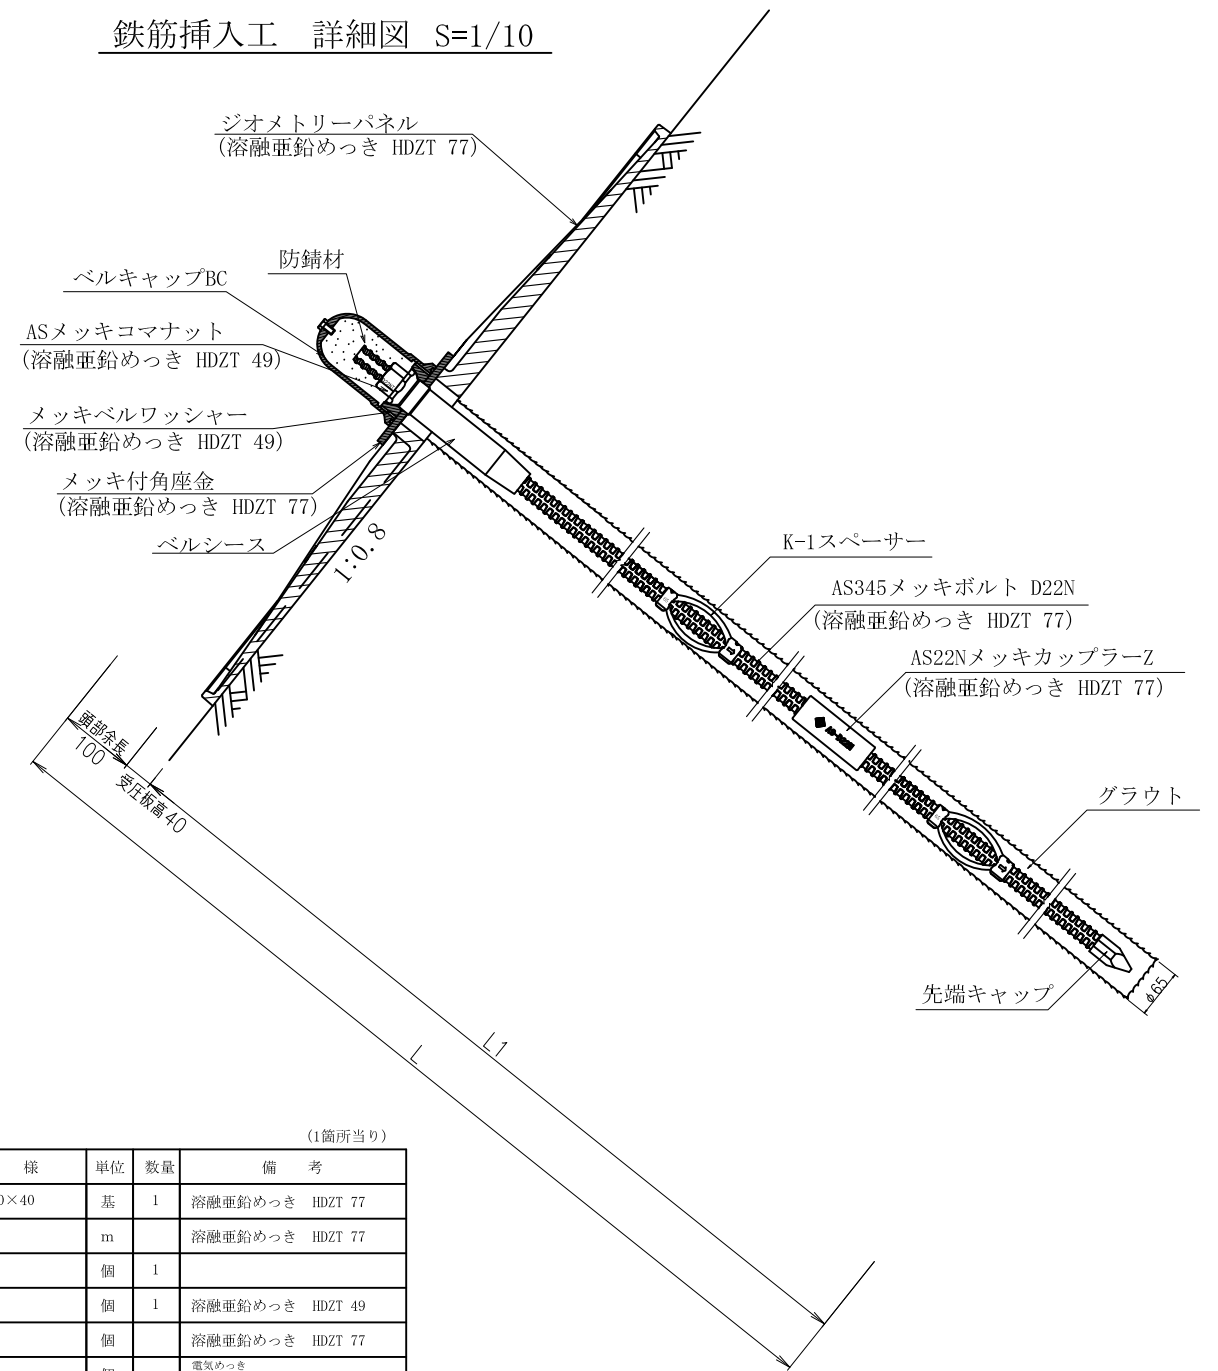 鉄筋挿入工　詳細図　S=1/10
ジオメトリーパネル
(溶融亜鉛めっき HDZT 77)
防錆材
ベルキャップBC
ASメッキコマナット
(溶融亜鉛めっき HDZT 49)
メッキベルワッシャー
(溶融亜鉛めっき HDZT 49)
メッキ付角座金
(溶融亜鉛めっき HDZT 77)
ベルシース
1:0.8
K-1スペーサー
AS345メッキボルト D22N
(溶融亜鉛めっき HDZT 77)
AS22NメッキカップラーZ
(溶融亜鉛めっき HDZT 77)
グラウト
先端キャップ
φ65
頭部余長
100
受圧板高40
L1
L
(1箇所当り)
様 単位 数量 備　考
0×40 基 1 溶融亜鉛めっき HDZT 77
m 溶融亜鉛めっき HDZT 77
個 1
個 1 溶融亜鉛めっき HDZT 49
個 溶融亜鉛めっき HDZT 77
電気めっき